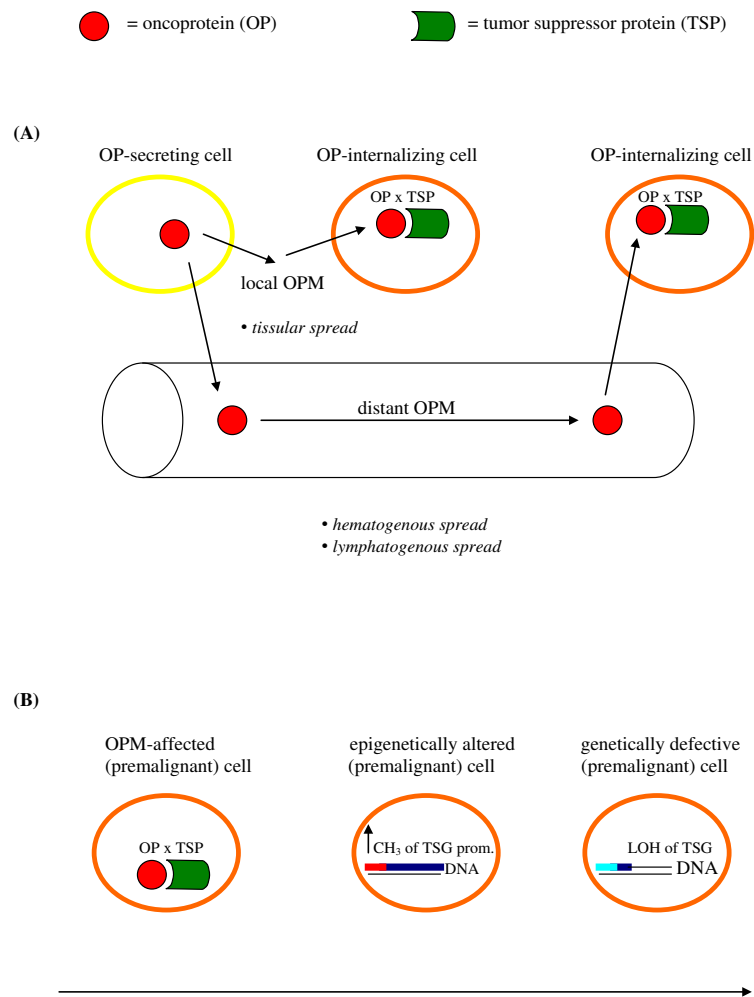 = oncoprotein (OP)
= tumor suppressor protein (TSP)
(A)
OP-secreting cell
OP-internalizing cell
OP-internalizing cell
OP x TSP
OP x TSP
local OPM
• tissular spread
distant OPM
• hematogenous spread
• lymphatogenous spread
(B)
OPM-affected
(premalignant) cell
epigenetically altered
(premalignant) cell
genetically defective
(premalignant) cell
OP x TSP
CH₃ of TSG prom.
DNA
LOH of TSG
DNA